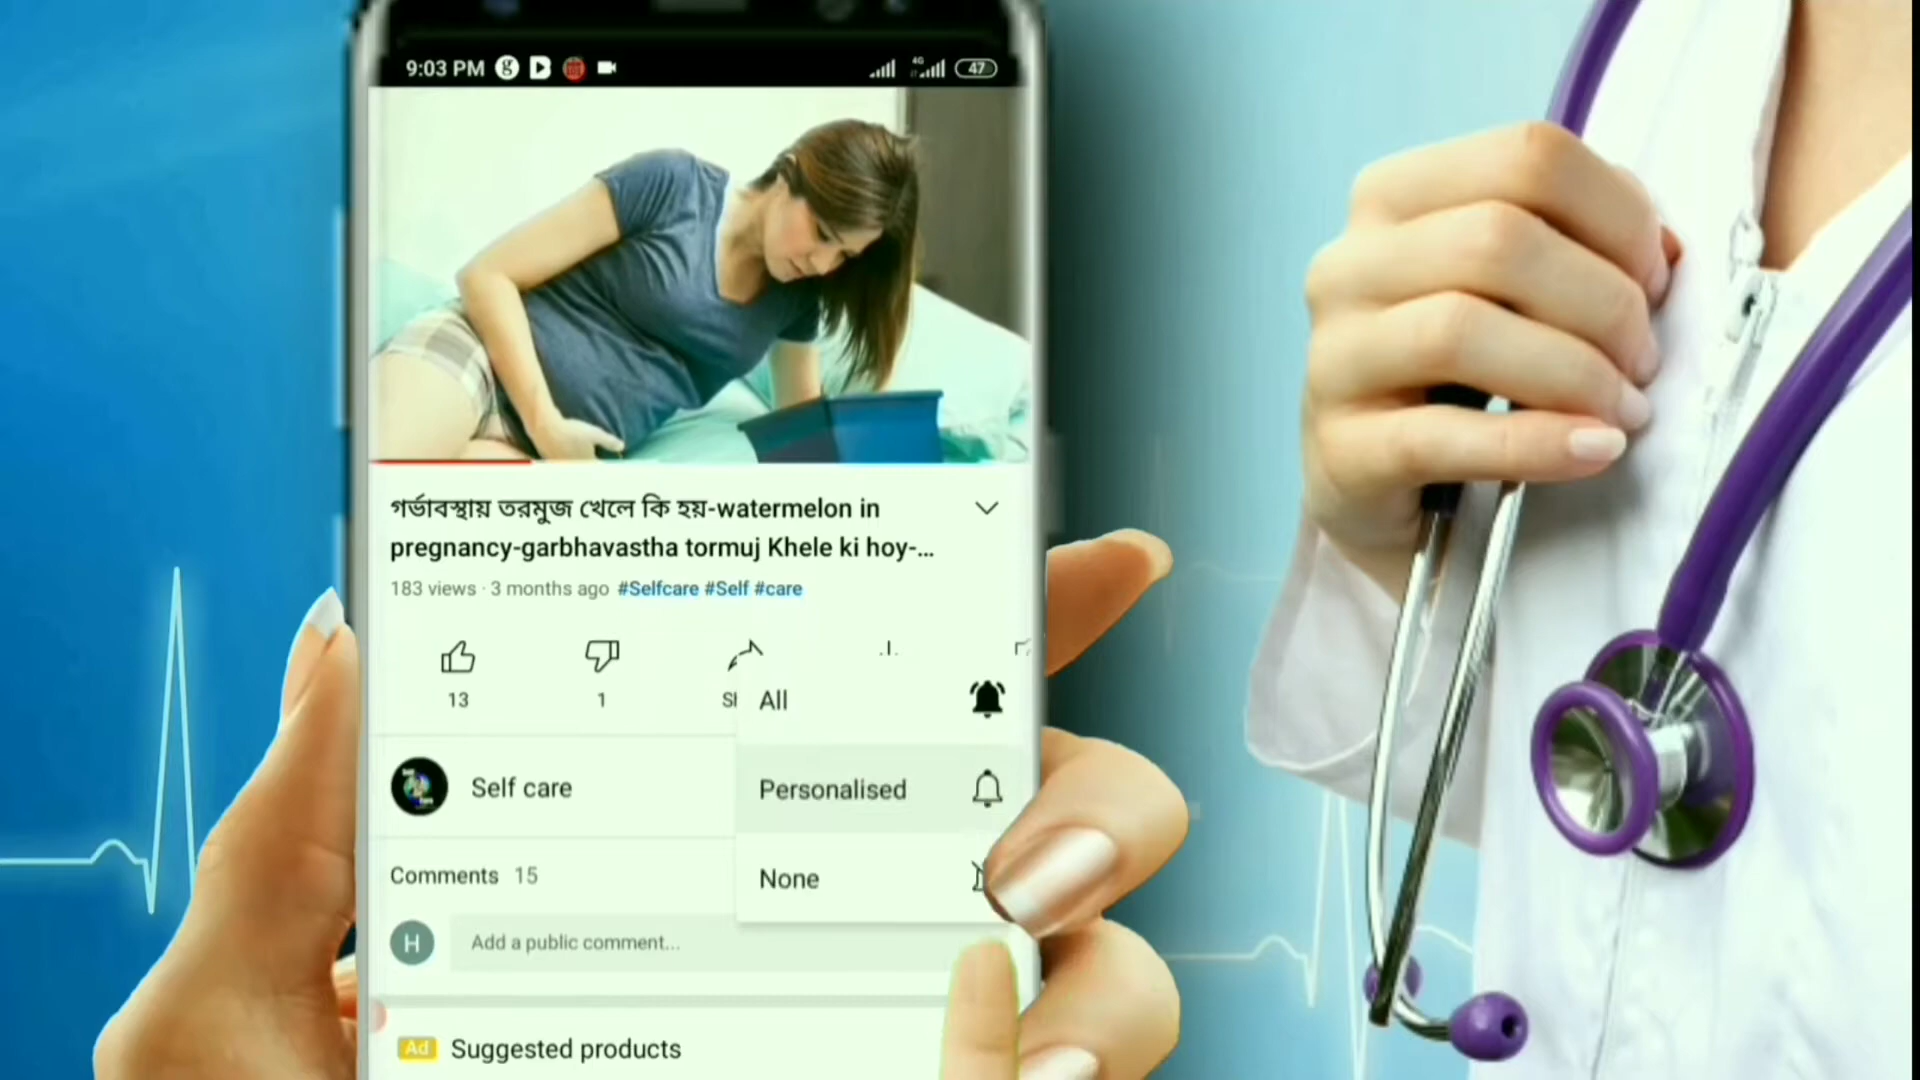 9:03 PM
4G
47
গর্ভাবস্থায় তরমুজ খেলে কি হয়-watermelon in
pregnancy-garbhavastha tormuj Khele ki hoy-...
183 views · 3 months ago #Selfcare #Self #care
13
1
All
Self care
Personalised
Comments 15
None
H
Add a public comment...
Ad Suggested products